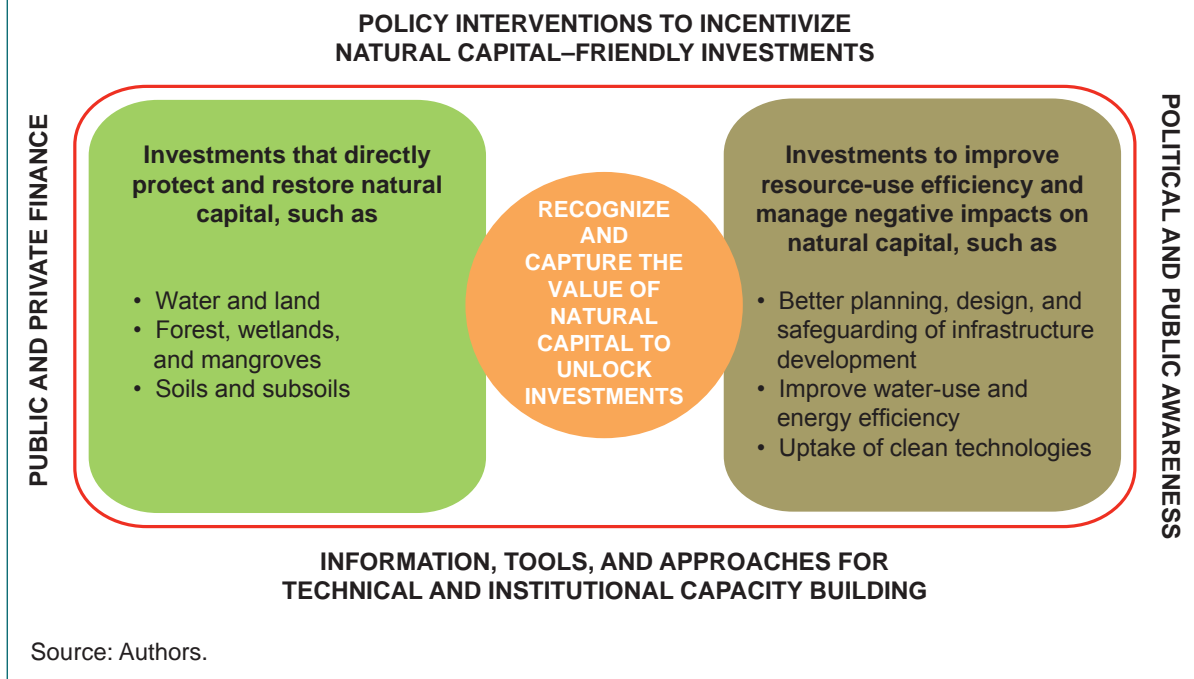 POLICY INTERVENTIONS TO INCENTIVIZE
NATURAL CAPITAL–FRIENDLY INVESTMENTS
PUBLIC AND PRIVATE FINANCE
Investments that directly
protect and restore natural
capital, such as
• Water and land
• Forest, wetlands,
and mangroves
• Soils and subsoils
RECOGNIZE
AND
CAPTURE THE
VALUE OF
NATURAL
CAPITAL TO
UNLOCK
INVESTMENTS
Investments to improve
resource-use efficiency and
manage negative impacts on
natural capital, such as
• Better planning, design, and
safeguarding of infrastructure
development
• Improve water-use and
energy efficiency
• Uptake of clean technologies
POLITICAL AND PUBLIC AWARENESS
INFORMATION, TOOLS, AND APPROACHES FOR
TECHNICAL AND INSTITUTIONAL CAPACITY BUILDING
Source: Authors.